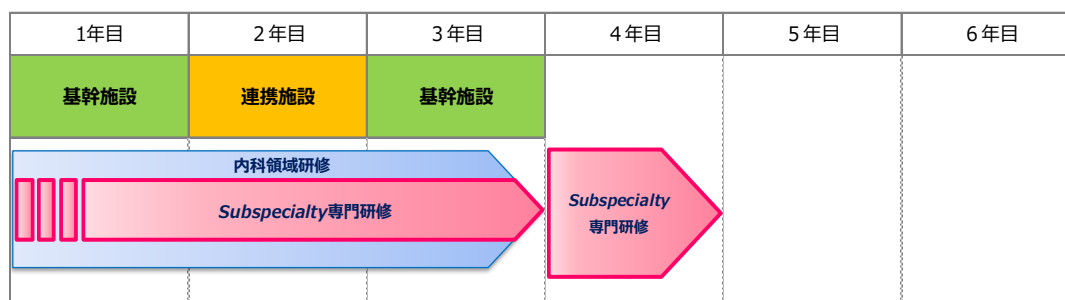 1年目 2年目 3年目 4年目 5年目 6年目
基幹施設 連携施設 基幹施設
内科領域研修
Subspecialty専門研修
Subspecialty
専門研修